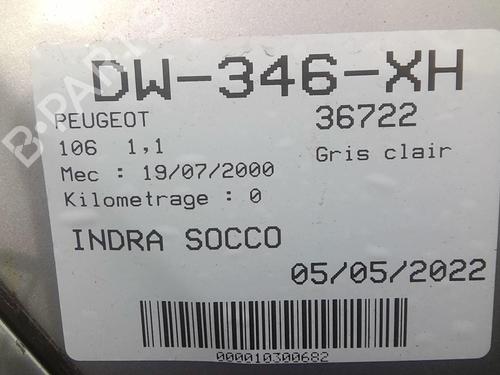 DW-346-XH
PEUGEOT 36722
106 1,1 Gris clair
Mec : 19/07/2000
Kilometrage : 0
INDRA SOCCO
05/05/2022
000010300682
B-PARTS